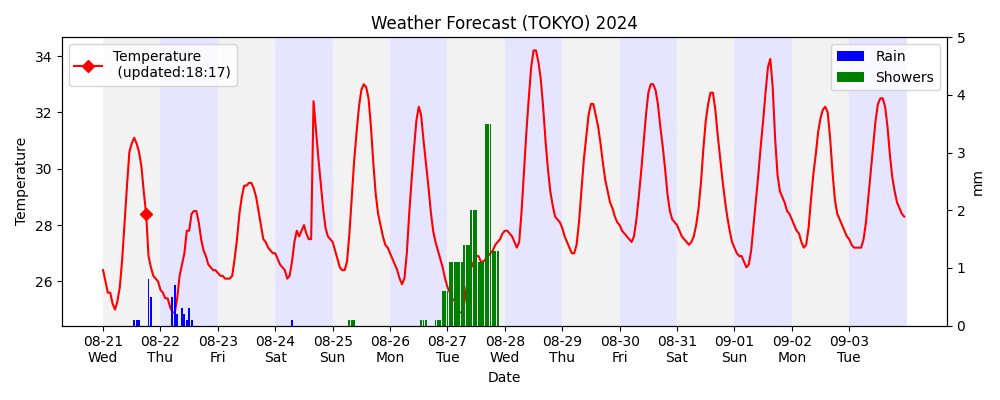 Weather Forecast (TOKYO) 2024
Temperature
(updated:18:17)
Rain
Showers
Temperature
34
32
30
28
26
5
4
3
2
1
0
mm
08-21 08-22 08-23 08-24 08-25 08-26 08-27 08-28 08-29 08-30 08-31 09-01 09-02 09-03
Wed Thu Fri Sat Sun Mon Tue Wed Thu Fri Sat Sun Mon Tue
Date